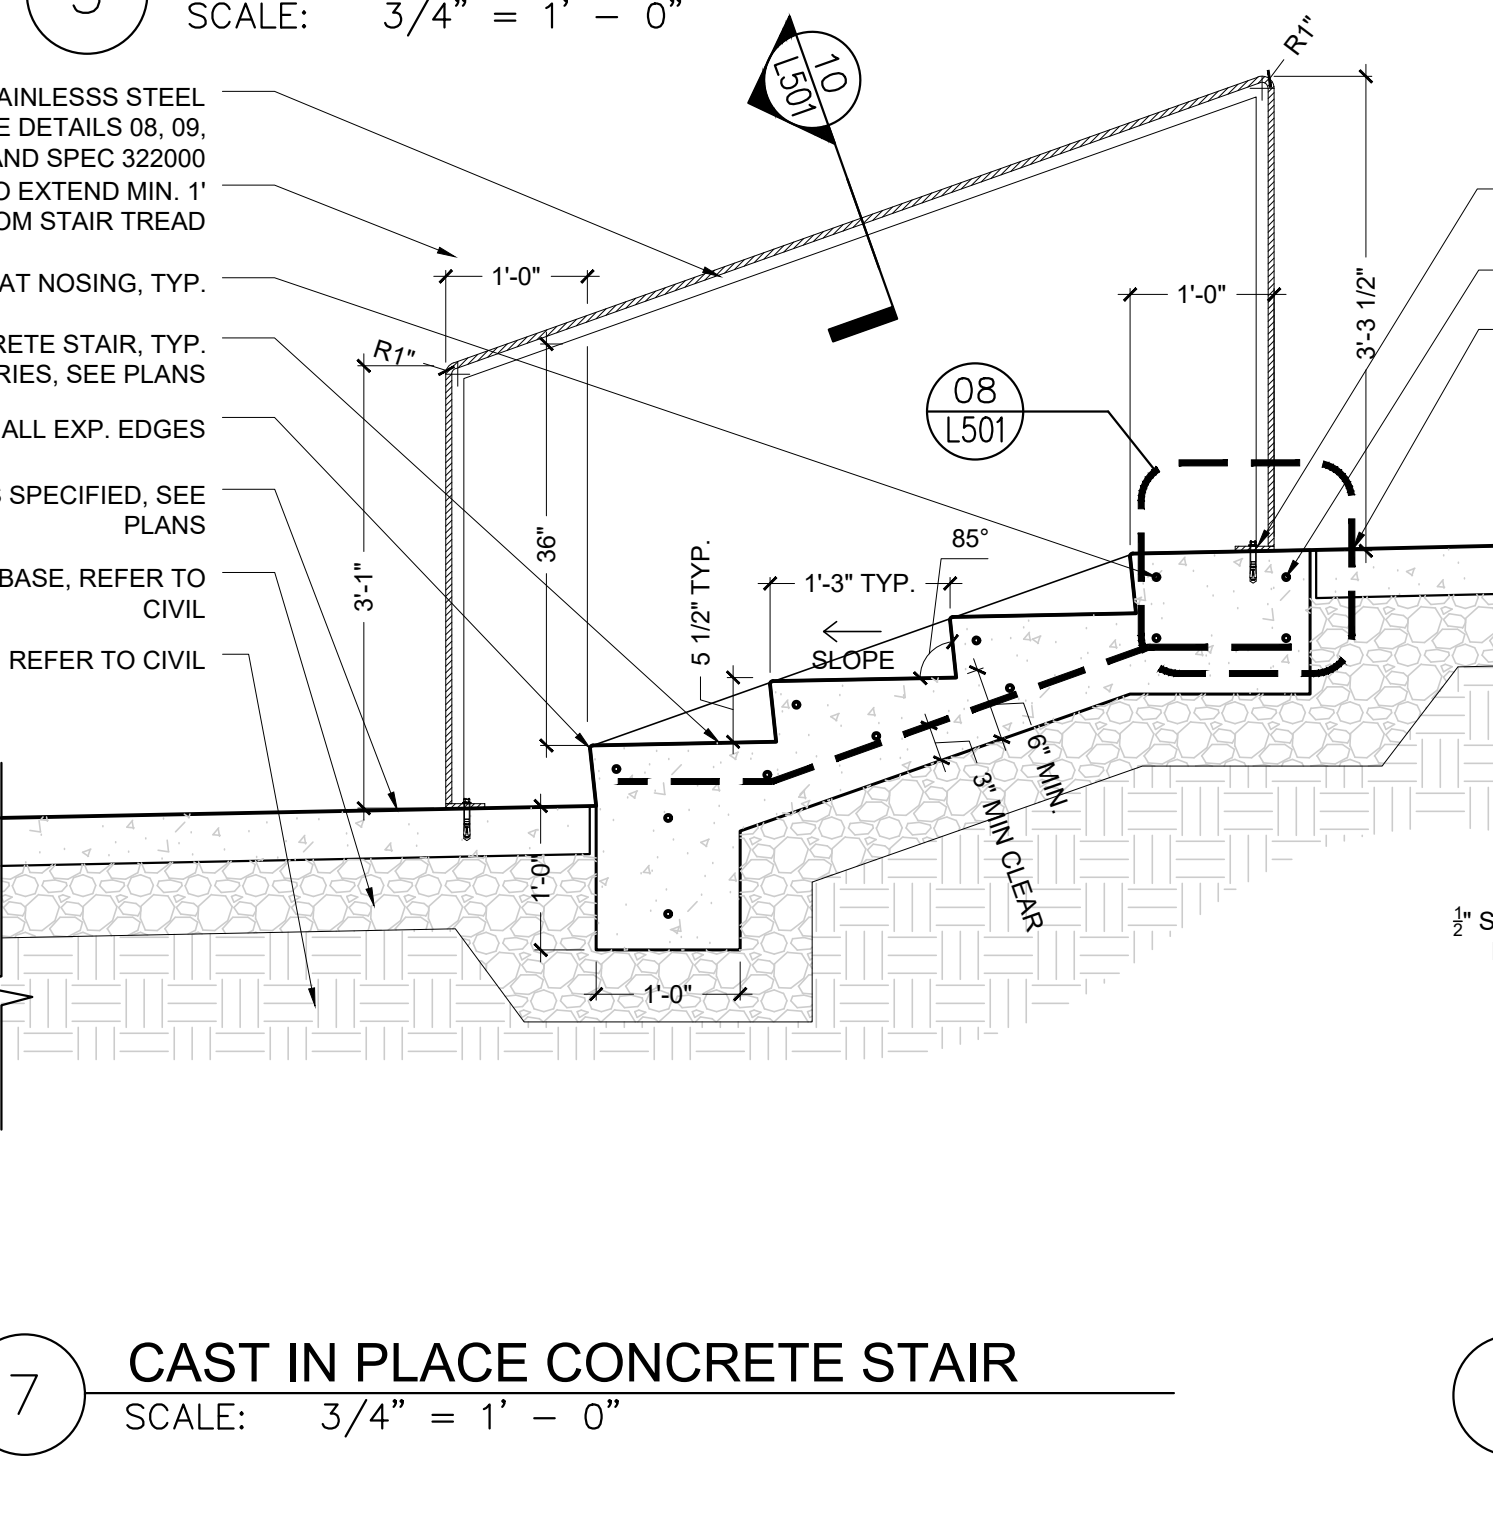 SCALE: 3/4” = 1’ – 0”
AINLESSS STEEL
E DETAILS 08, 09,
AND SPEC 322000
O EXTEND MIN. 1'
OM STAIR TREAD
AT NOSING, TYP.
RETE STAIR, TYP.
RIES, SEE PLANS
ALL EXP. EDGES
S SPECIFIED, SEE
PLANS
BASE, REFER TO
CIVIL
REFER TO CIVIL
10
L501
R1"
1'-0"
1'-0"
3'-3 1/2"
R1"
08
L501
36"
3'-1"
85°
5 1/2" TYP.
1'-3" TYP.
SLOPE
6" MIN.
3" MIN CLEAR
1'-0"
1'-0"
½" S
7
CAST IN PLACE CONCRETE STAIR
SCALE: 3/4” = 1’ – 0”